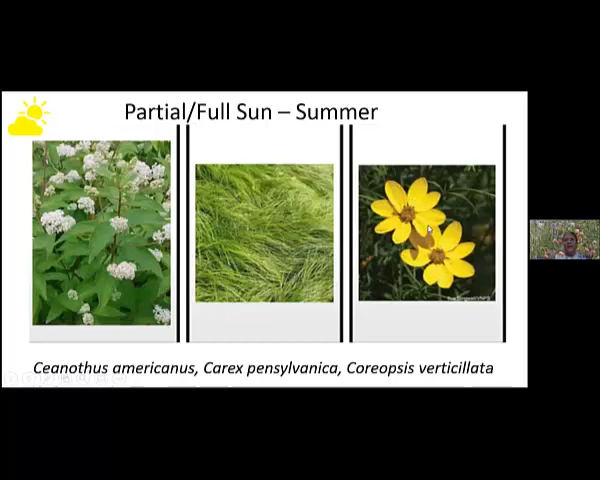 Partial/Full Sun – Summer
Ceanothus americanus, Carex pensylvanica, Coreopsis verticillata